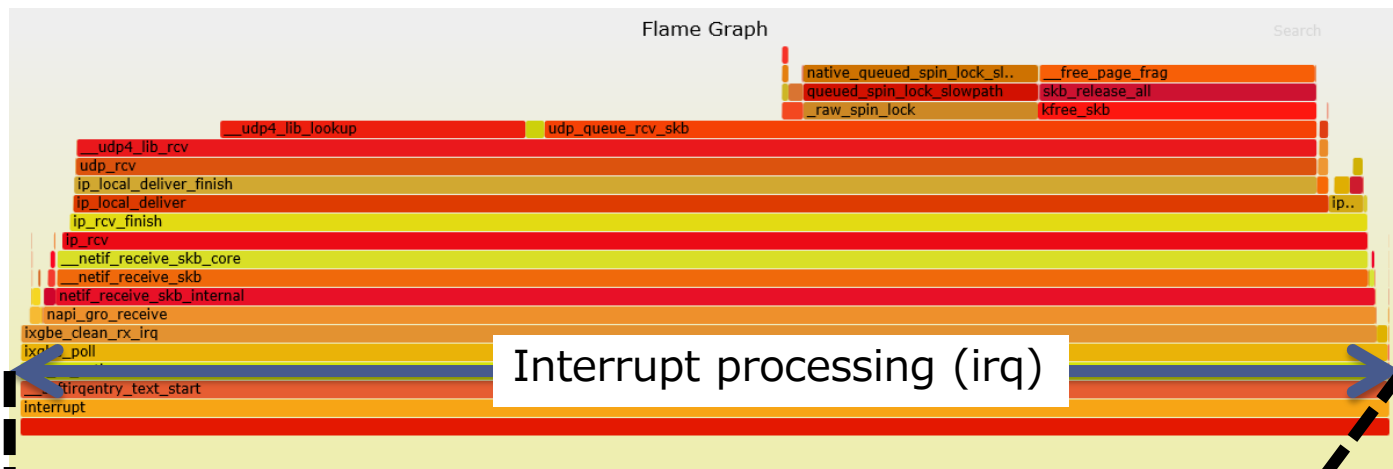 Flame Graph
Search
native_queued_spin_lock_sl..
__free_page_frag
queued_spin_lock_slowpath
skb_release_all
_raw_spin_lock
kfree_skb
__udp4_lib_lookup
udp_queue_rcv_skb
__udp4_lib_rcv
udp_rcv
ip_local_deliver_finish
ip_local_deliver
ip..
ip_rcv_finish
ip_rcv
__netif_receive_skb_core
__netif_receive_skb
netif_receive_skb_internal
napi_gro_receive
ixgbe_clean_rx_irq
Interrupt processing (irq)
interrupt